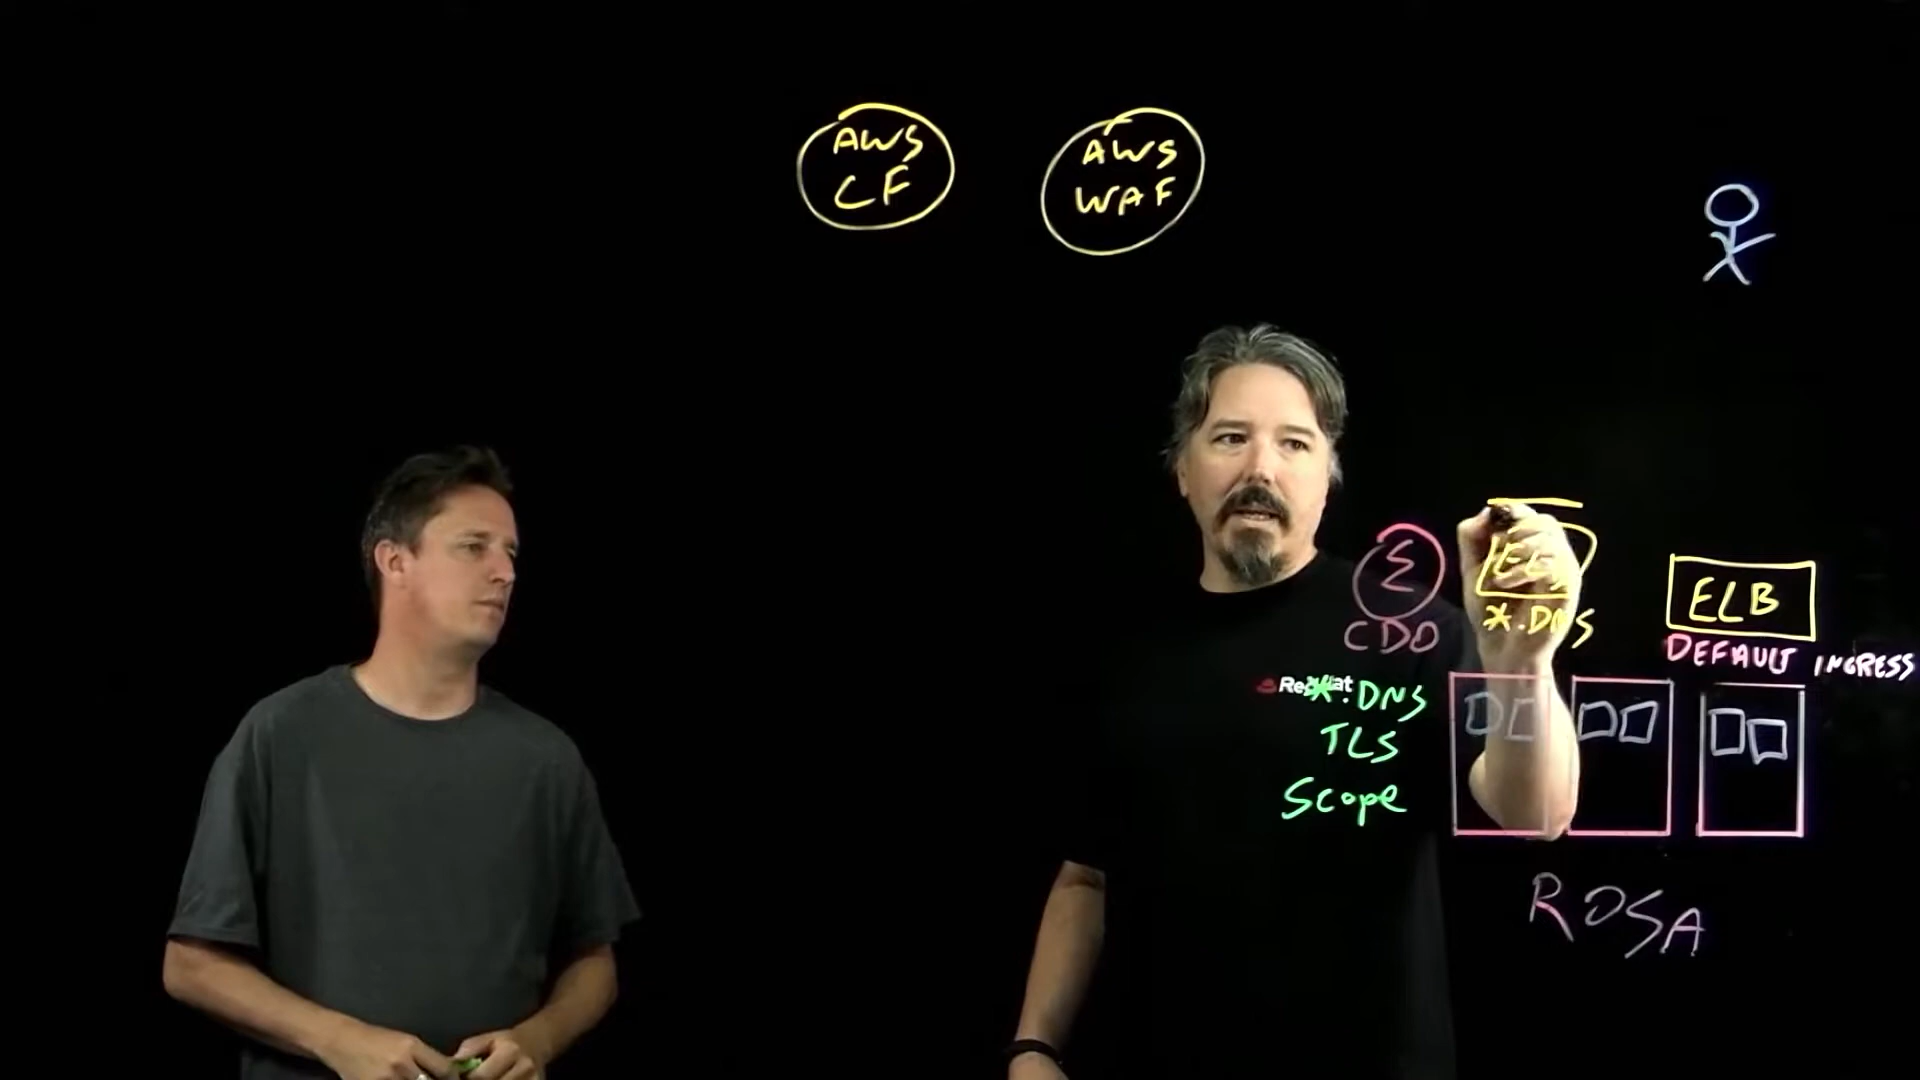 AWS
CF
AWS
WAF
ELB
CDO
*.DNS
DEFAULT INGRESS
*.DNS
TLS
Scope
ROSA